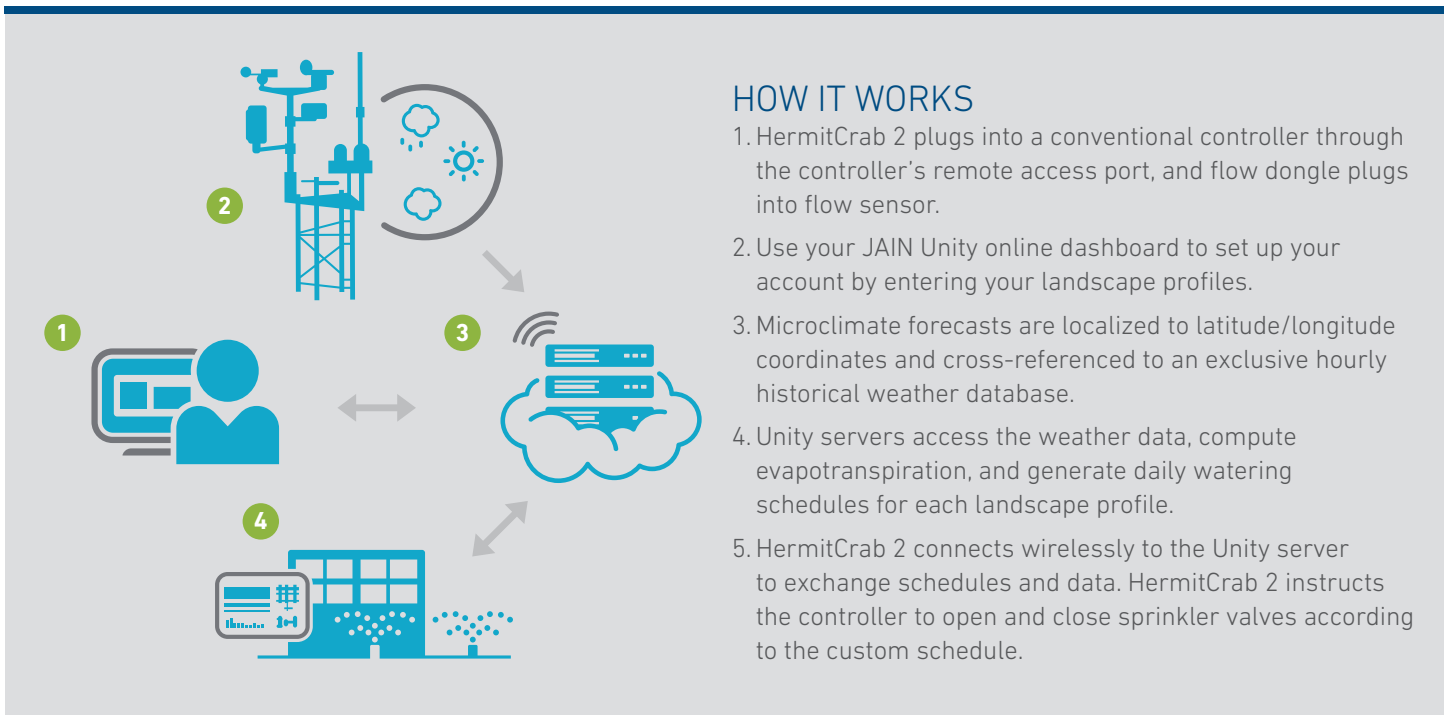 2
1
3
4
HOW IT WORKS
1. HermitCrab 2 plugs into a conventional controller through
the controller's remote access port, and flow dongle plugs
into flow sensor.
2. Use your JAIN Unity online dashboard to set up your
account by entering your landscape profiles.
3. Microclimate forecasts are localized to latitude/longitude
coordinates and cross-referenced to an exclusive hourly
historical weather database.
4. Unity servers access the weather data, compute
evapotranspiration, and generate daily watering
schedules for each landscape profile.
5. HermitCrab 2 connects wirelessly to the Unity server
to exchange schedules and data. HermitCrab 2 instructs
the controller to open and close sprinkler valves according
to the custom schedule.